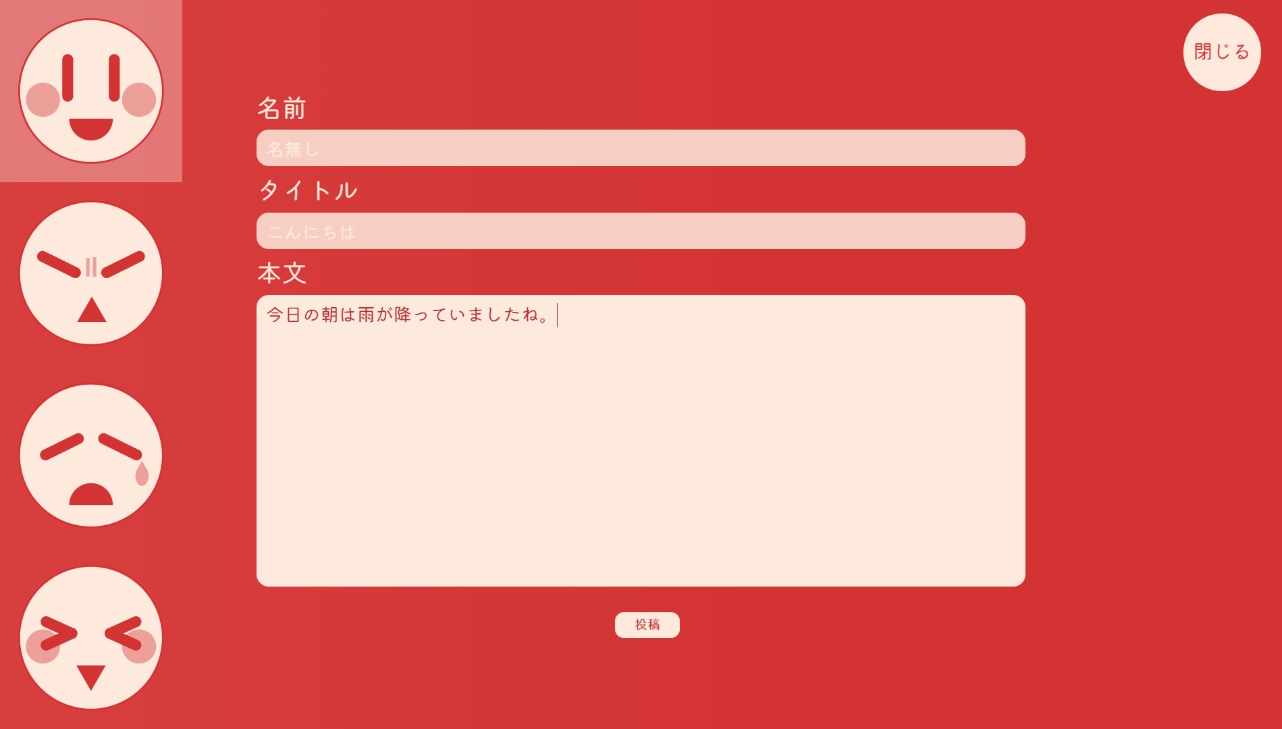 閉じる
名前
名無し
タイトル
こんにちは
本文
今日の朝は雨が降っていましたね。
投稿